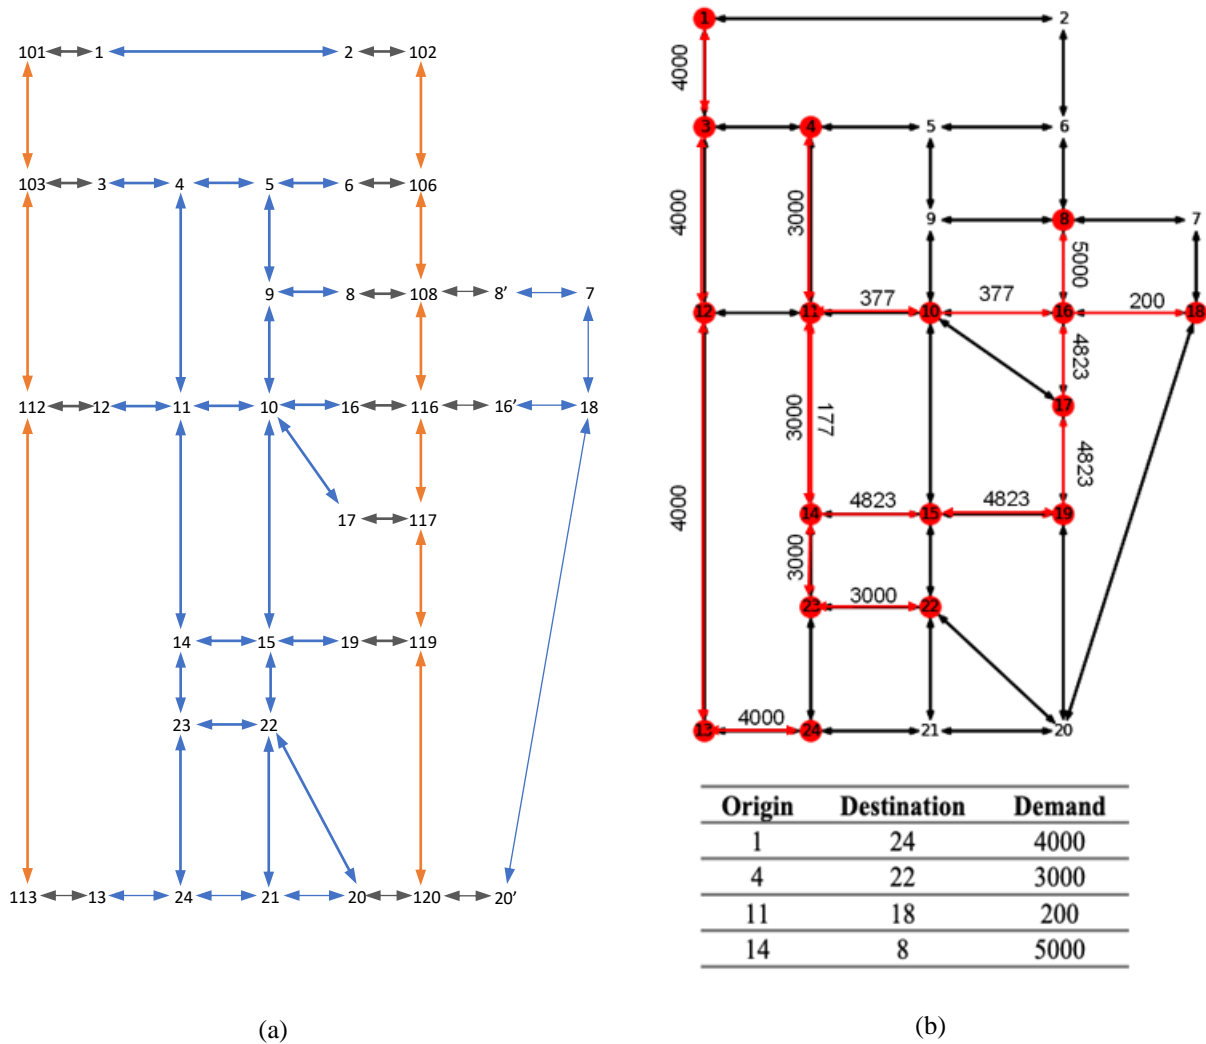 101 1 2 102
103 3 4 5 6 106
9 8 108 8' 7
112 12 11 10 16 116 16' 18
17 117
14 15 19 119
23 22
113 13 24 21 20 120 20'
(a)
1 2
4000
3 4 5 6
4000 3000
9 8 7
5000
377 377 200
12 11 10 16 18
4823
17
3000 177
4000 4823
4823 4823
14 15 19
3000
3000
23 22
4000
13 24 21 20
Origin Destination Demand
1 24 4000
4 22 3000
11 18 200
14 8 5000
(b)